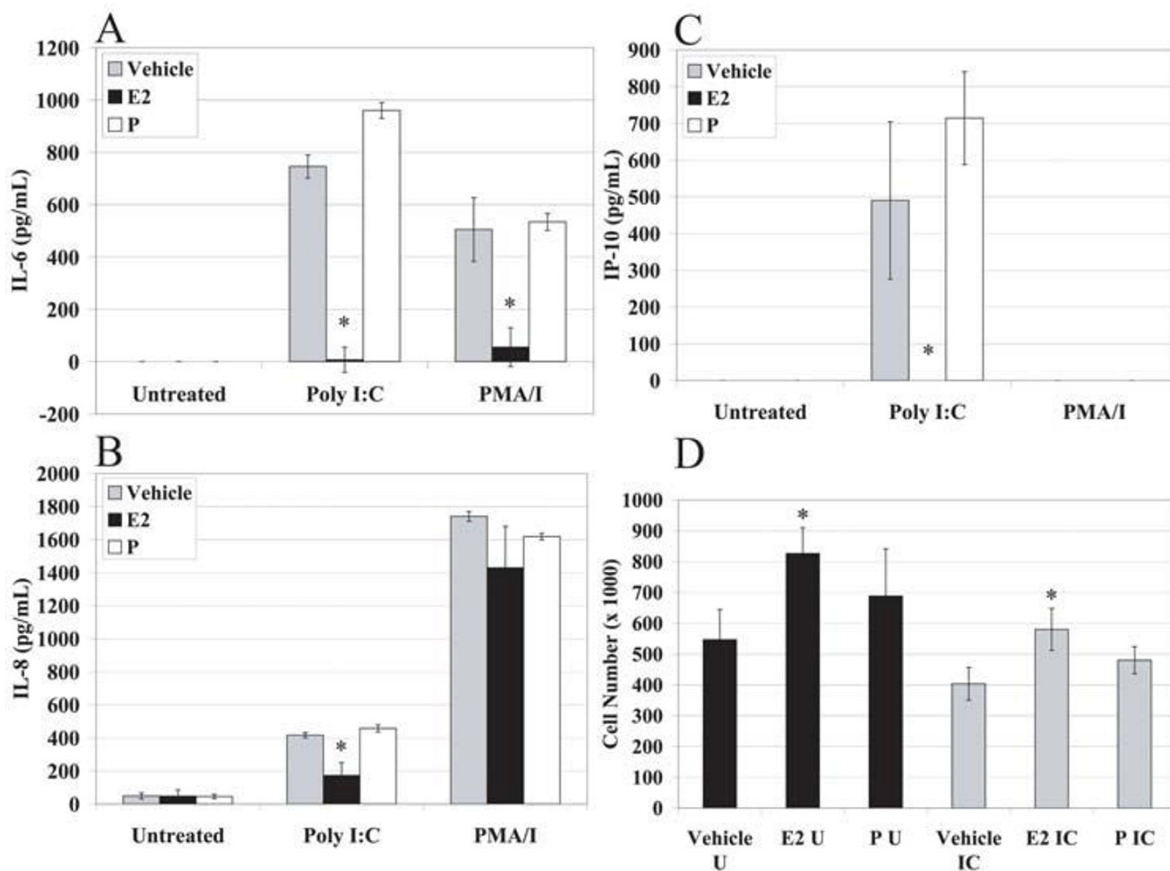 A
IL-6 (pg/mL)
1200
1000
800
600
400
200
0
-200
Vehicle
E2
P
*
*
Untreated Poly I:C PMA/I
C
IP-10 (pg/mL)
900
800
700
600
500
400
300
200
100
0
Vehicle
E2
P
*
Untreated Poly I:C PMA/I
B
IL-8 (pg/mL)
2000
1800
1600
1400
1200
1000
800
600
400
200
0
Vehicle
E2
P
*
Untreated Poly I:C PMA/I
D
Cell Number (x 1000)
1000
900
800
700
600
500
400
300
200
100
0
*
*
Vehicle E2 U P U Vehicle E2 IC P IC
U IC